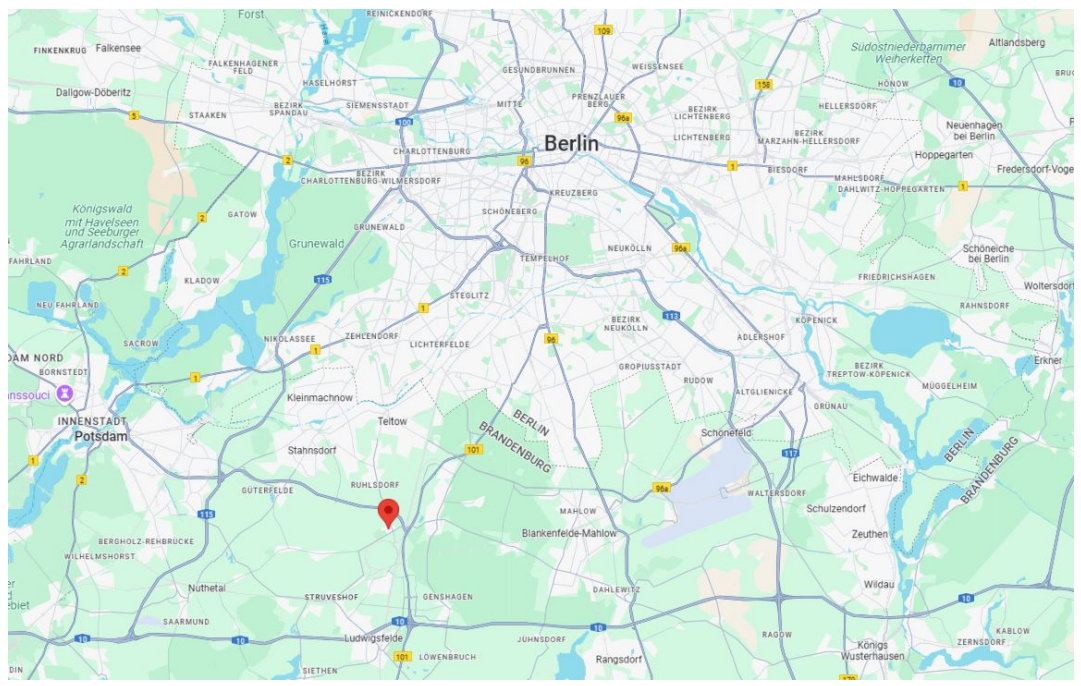 Forst
REINICKENDORF
109
FINKENKRUG
Falkensee
FALKENHAGENER
FELD
HASELHORST
GESUNDBRUNNEN
WEISSENSEE
Südostniederbarnimer
Weiherketten
Altlandsberg
10
Dallgow-Döberitz
BEZIRK
SPANDAU
SIEMENSSTADT
MITTE
PRENZLAUER
BERG
158
HÖNOW
5
STAAKEN
100
96a
BEZIRK
LICHTENBERG
HELLERSDORF
Neuenhagen
bei Berlin
2
CHARLOTTENBURG
Berlin
LICHTENBERG
BEZIRK
MARZAHN-HELLERSDORF
Hoppegarten
96
1
BIESDORF
MAHLSDORF
Fredersdorf-Voge
BEZIRK
CHARLOTTENBURG-WILMERSDORF
KREUZBERG
DAHLWITZ-HOPPEGARTEN
1
Königswald
mit Havelseen
und Seeburger
Agrarlandschaft
2
GATOW
GRUNEWALD
SCHÖNEBERG
Grunewald
NEUKÖLLN
96a
Schöneiche
bei Berlin
FAHRLAND
2
KLADOW
115
TEMPELHOF
FRIEDRICHSHAGEN
Woltersdorf
NEU FAHRLAND
STEGLITZ
1
BEZIRK
NEUKÖLLN
113
KÖPENICK
RAHNSDORF
SACROW
NIKOLASSEE
ZEHLENDORF
LICHTERFELDE
96
ADLERSHOF
DAM NORD
1
Erkner
BORNSTEDT
1
GROPIUSSTADT
RUDOW
BEZIRK
TREPTOW-KÖPENICK
MÜGGELHEIM
anssouci
Kleinmachnow
ALTGLIENICKE
GRÜNAU
INNENSTADT
Potsdam
Teltow
BERLIN
BRANDENBURG
Schönefeld
BERLIN
BRANDENBURG
1
Stahnsdorf
101
117
2
GÜTERFELDE
RUHLSDORF
96a
WALTERSDORF
Eichwalde
115
MAHLOW
Schulzendorf
BERGHOLZ-REHBRÜCKE
Blankenfelde-Mahlow
Zeuthen
WILHELMSHORST
Nuthetal
Wildau
STRUVESHOF
GENSHAGEN
DAHLEWITZ
10
SAARMUND
10
10
10
10
KABLOW
Ludwigsfelde
JÜHNSDORF
RAGOW
Königs
Wusterhausen
ZERNSDORF
101
LÖWENBRUCH
SIETHEN
Rangsdorf
179